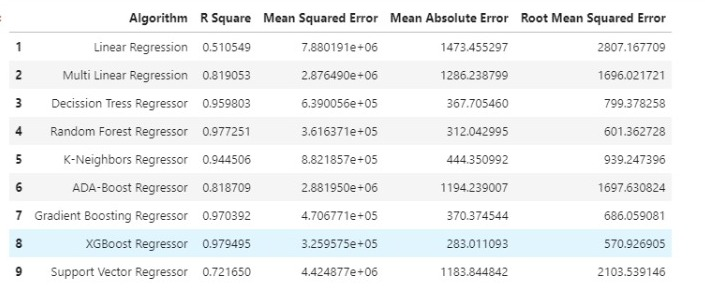 Algorithm R Square Mean Squared Error Mean Absolute Error Root Mean Squared Error
1 Linear Regression 0.510549 7.880191e+06 1473.455297 2807.167709
2 Multi Linear Regression 0.819053 2.876490e+06 1286.238799 1696.021721
3 Decission Tress Regressor 0.959803 6.390056e+05 367.705460 799.378258
4 Random Forest Regressor 0.977251 3.616371e+05 312.042995 601.362728
5 K-Neighbors Regressor 0.944506 8.821857e+05 444.350992 939.247396
6 ADA-Boost Regressor 0.818709 2.881950e+06 1194.239007 1697.630824
7 Gradient Boosting Regressor 0.970392 4.706771e+05 370.374544 686.059081
8 XGBoost Regressor 0.979495 3.259575e+05 283.011093 570.926905
9 Support Vector Regressor 0.721650 4.424877e+06 1183.844842 2103.539146